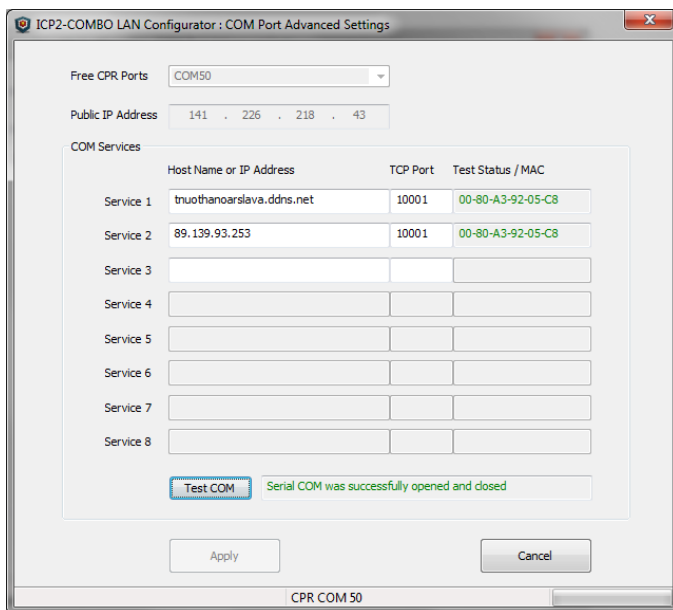 ICP2-COMBO LAN Configurator : COM Port Advanced Settings
Free CPR Ports COM50
Public IP Address 141 . 226 . 218 . 43
COM Services
Host Name or IP Address TCP Port Test Status / MAC
Service 1 tnuothanoarslava.ddns.net 10001 00-80-A3-92-05-C8
Service 2 89.139.93.253 10001 00-80-A3-92-05-C8
Service 3
Service 4
Service 5
Service 6
Service 7
Service 8
Test COM Serial COM was successfully opened and closed
Apply Cancel
CPR COM 50